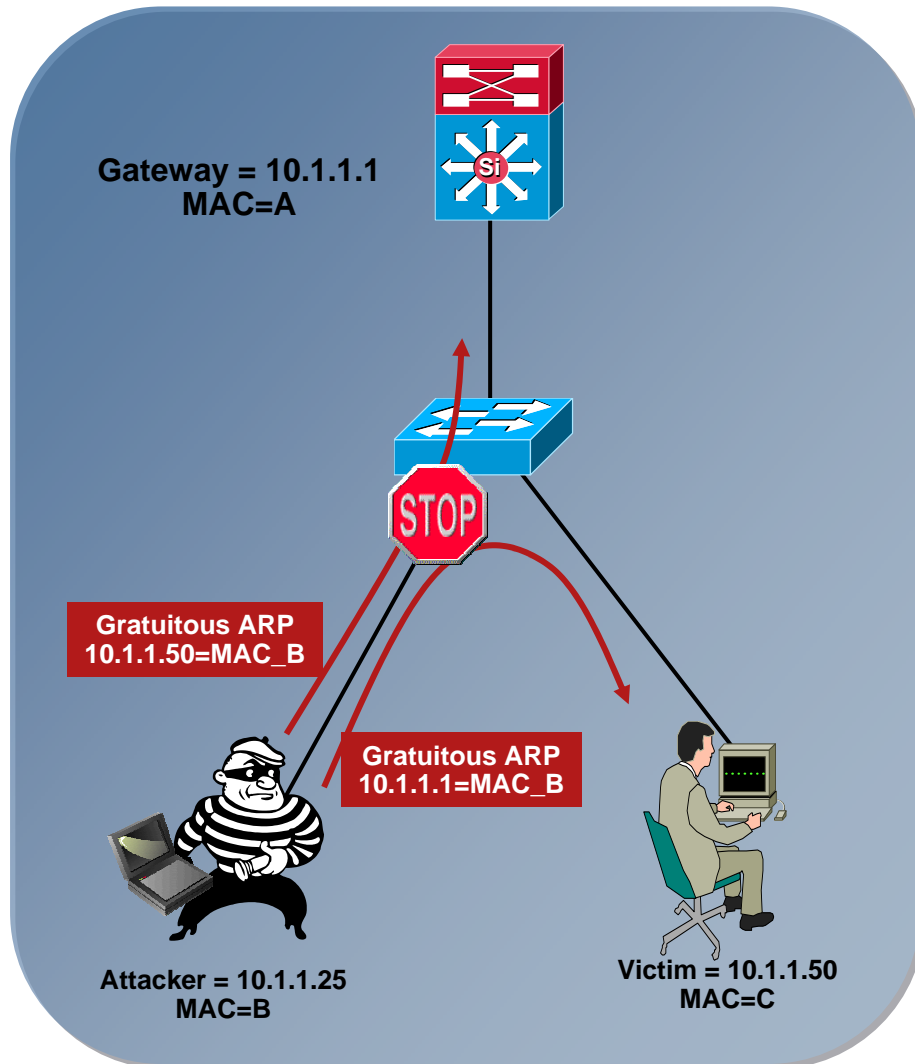 Si
Gateway = 10.1.1.1
MAC=A
STOP
Gratuitous ARP
10.1.1.50=MAC_B
Gratuitous ARP
10.1.1.1=MAC_B
Attacker = 10.1.1.25
MAC=B
Victim = 10.1.1.50
MAC=C